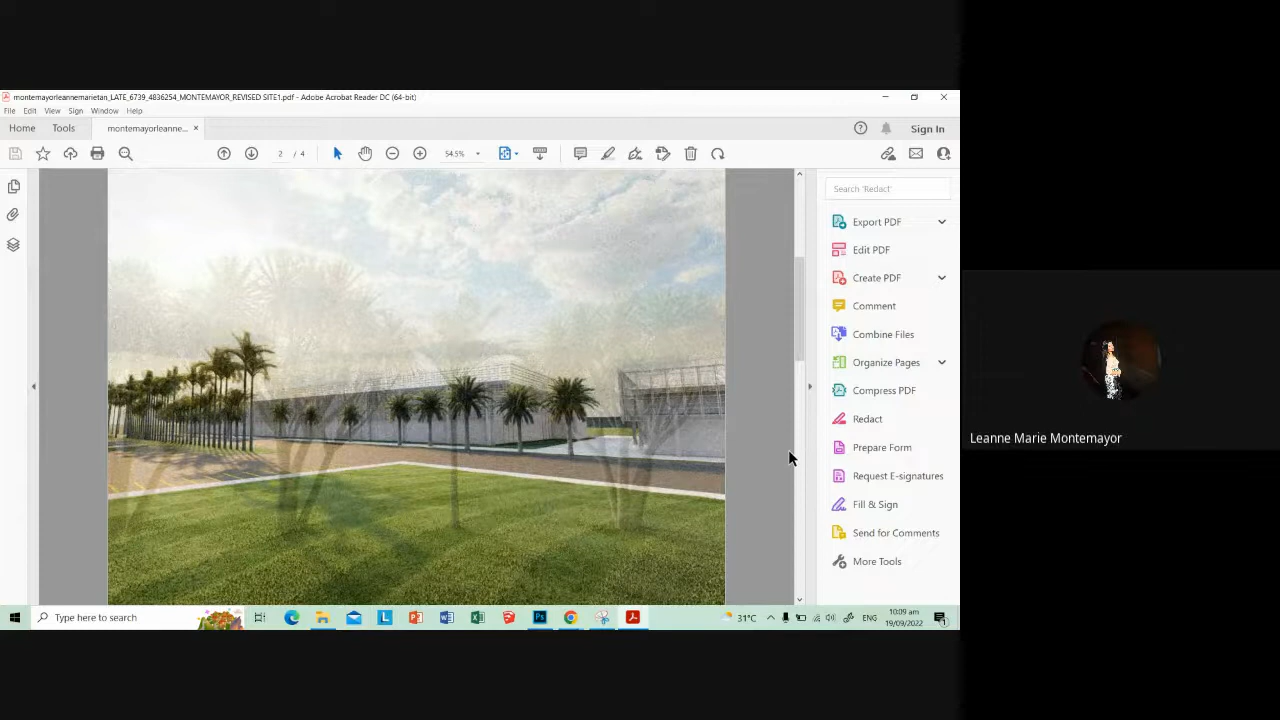 montemayorleannemarietan_LATE_6739_4836254_MONTEMAYOR_REVISED SITE1.pdf - Adobe Acrobat Reader DC (64-bit)
File Edit View Sign Window Help
Home Tools montemayorleanne... × Sign In
2 / 4 54.5%
Search 'Redact'
Export PDF
Edit PDF
Create PDF
Comment
Combine Files
Organize Pages
Compress PDF
Redact
Prepare Form
Request E-signatures
Fill & Sign
Send for Comments
More Tools
Leanne Marie Montemayor
Type here to search
31°C
ENG
10:09 am
19/09/2022